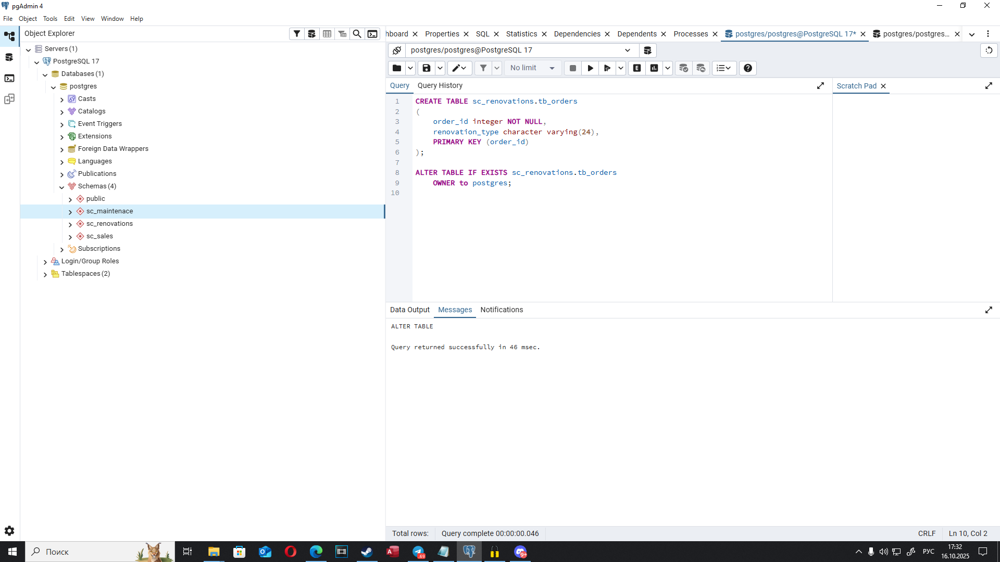 pgAdmin 4
File Object Tools Edit View Window Help
Object Explorer
Servers (1)
PostgreSQL 17
Databases (1)
postgres
Casts
Catalogs
Event Triggers
Extensions
Foreign Data Wrappers
Languages
Publications
Schemas (4)
public
sc_maintenace
sc_renovations
sc_sales
Subscriptions
Login/Group Roles
Tablespaces (2)
hboard Properties SQL Statistics Dependencies Dependents Processes postgres/postgres@PostgreSQL 17* postgres/postgres...
postgres/postgres@PostgreSQL 17
No limit
Query Query History
Scratch Pad
1 CREATE TABLE sc_renovations.tb_orders
2 (
3 order_id integer NOT NULL,
4 renovation_type character varying(24),
5 PRIMARY KEY (order_id)
6 );
7
8 ALTER TABLE IF EXISTS sc_renovations.tb_orders
9 OWNER to postgres;
10
Data Output Messages Notifications
ALTER TABLE
Query returned successfully in 46 msec.
Total rows: Query complete 00:00:00.046 CRLF Ln 10, Col 2
Поиск
.69
9+
РУС
17:32
16.10.2025